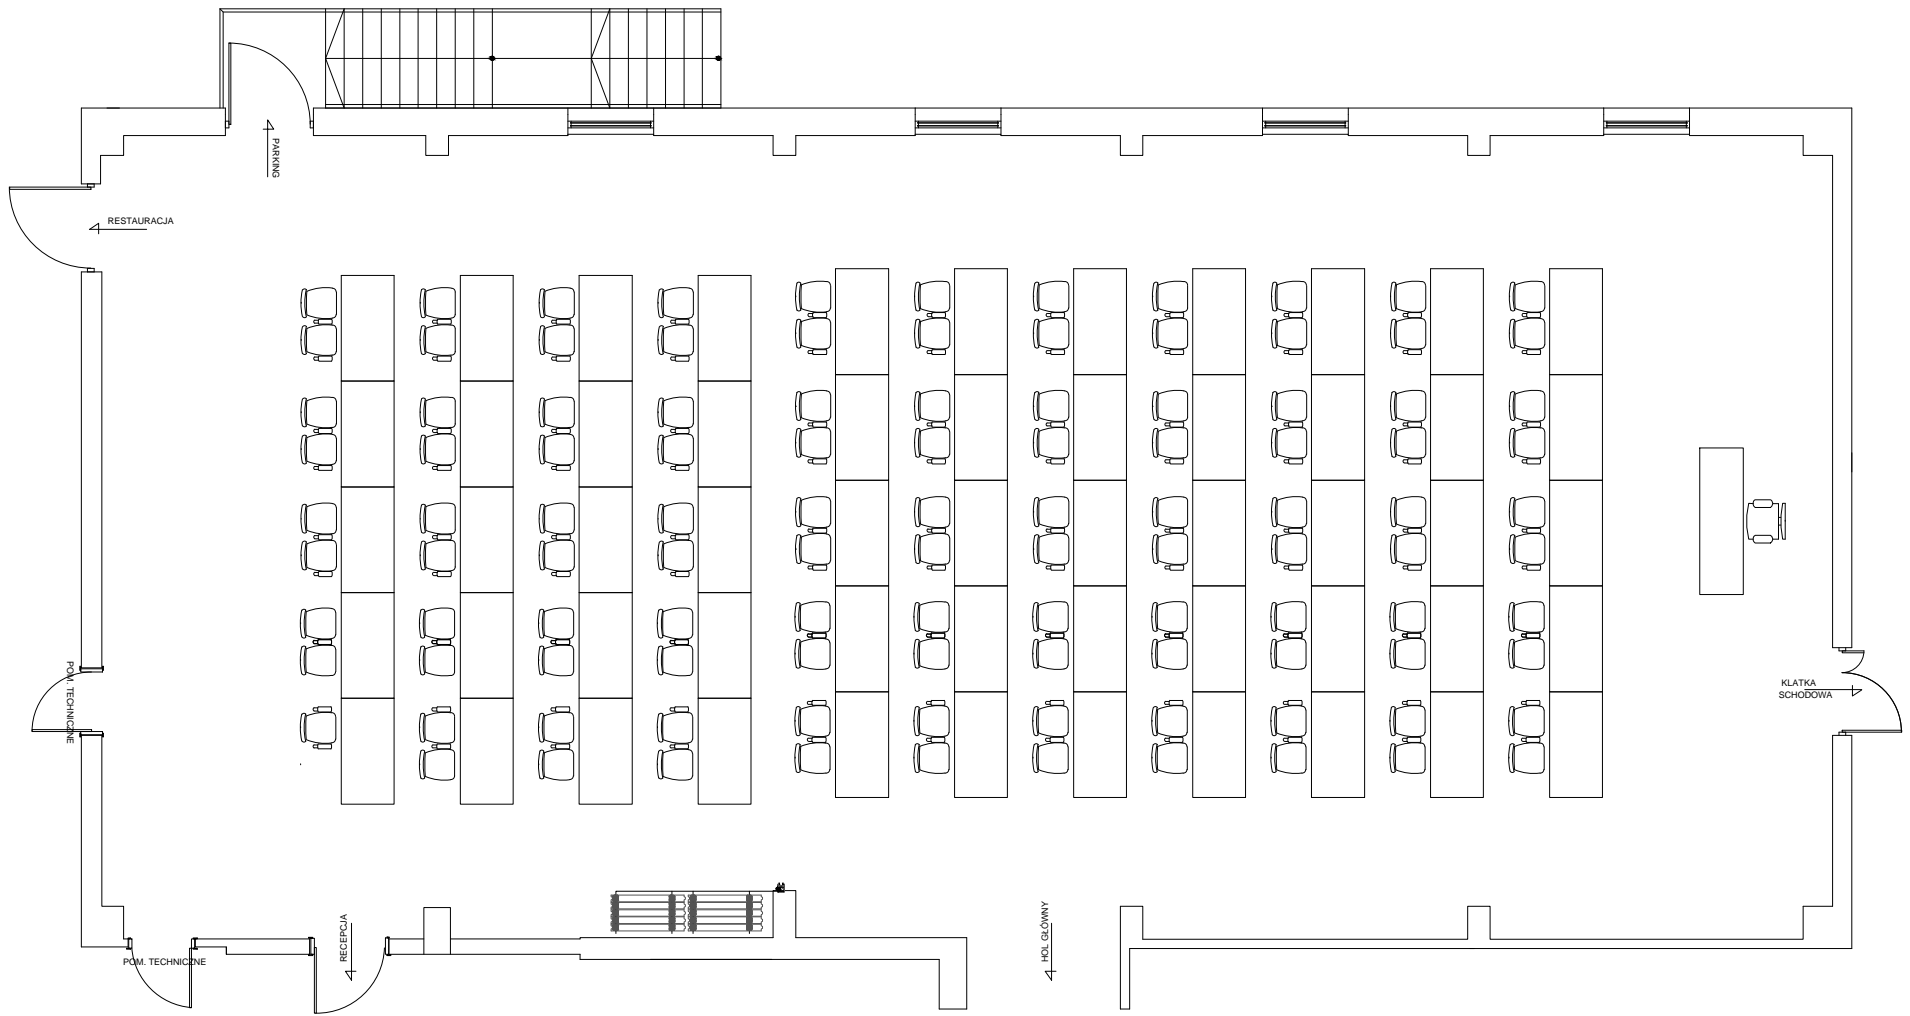 PARKING
RESTAURACJA
POM. TECHNICZNE
KLATKA
SCHODOWA
RECEPCJA
HOL GŁÓWNY
POM. TECHNICZNE